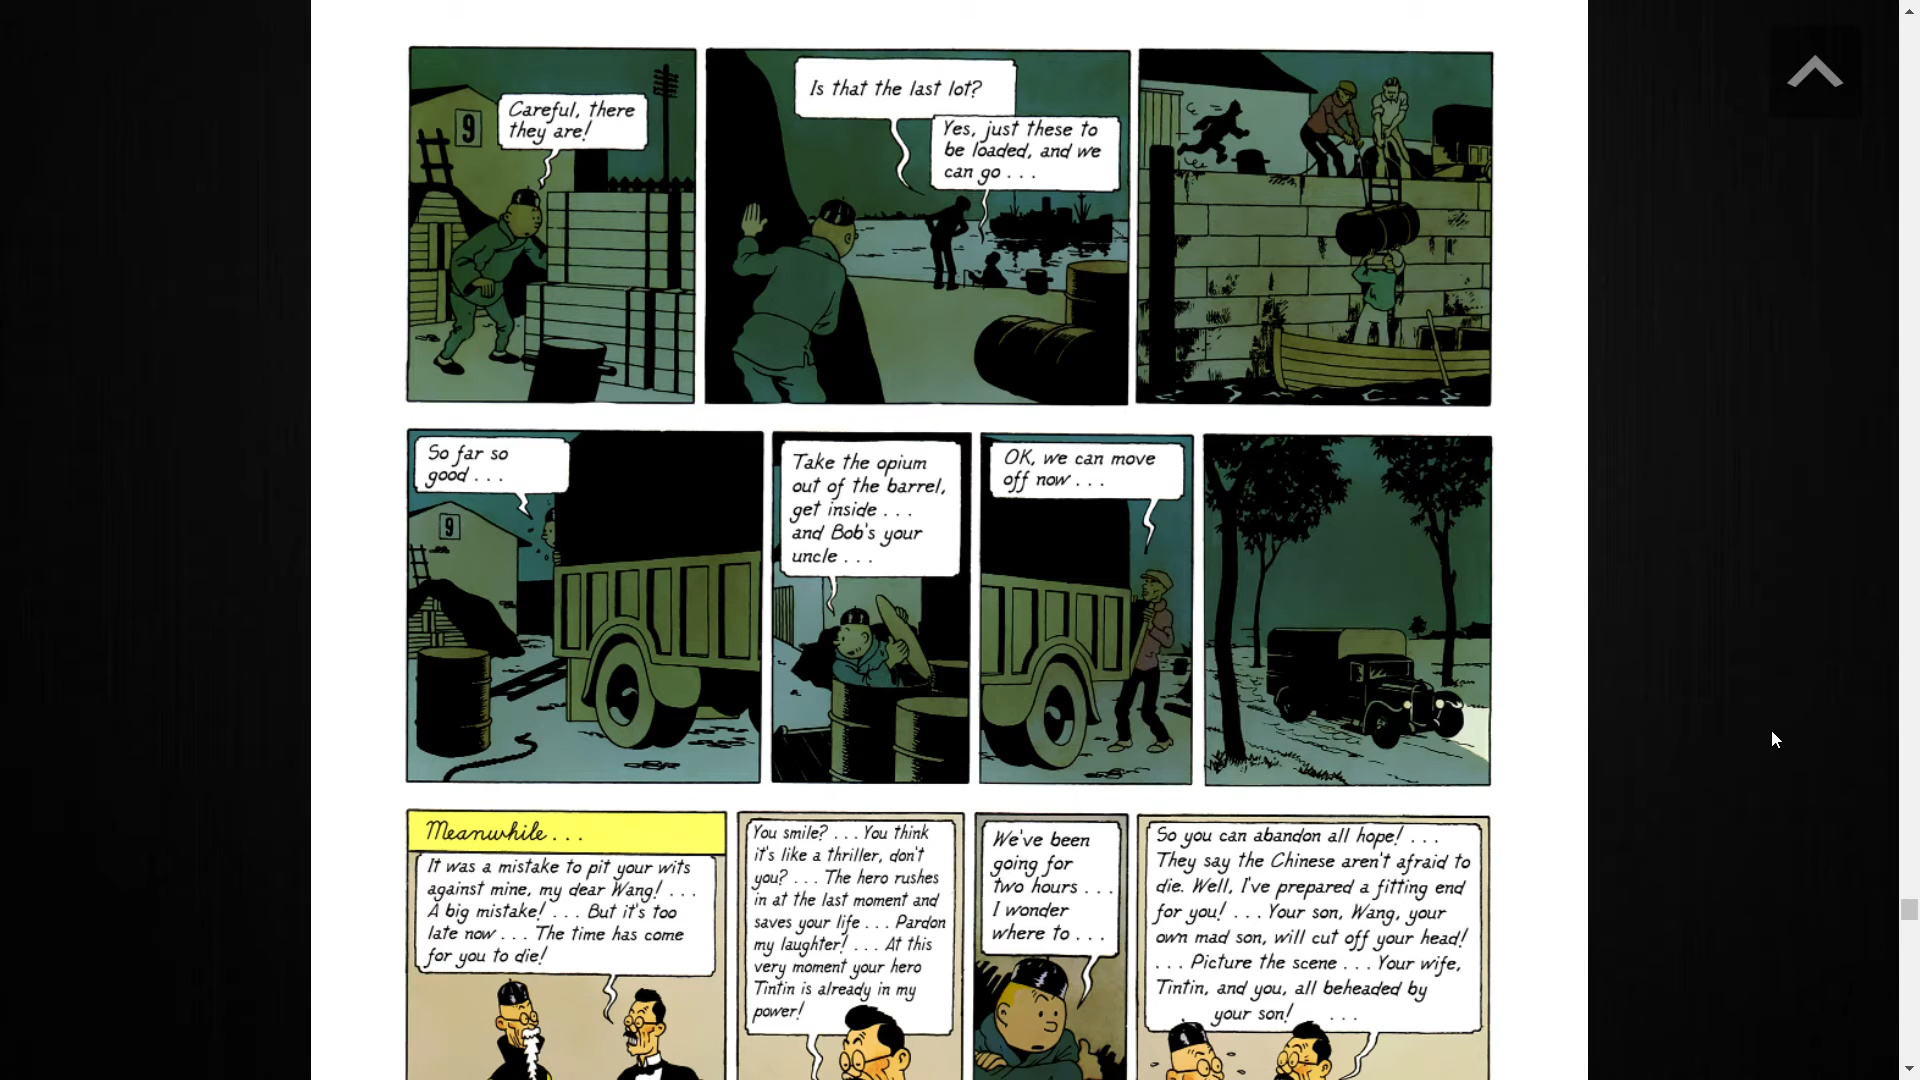 9
Careful, there
they are!
Is that the last lot?
Yes, just these to
be loaded, and we
can go . . .
So far so
good . . .
9
Take the opium
out of the barrel,
get inside . . .
and Bob's your
uncle . . .
OK, we can move
off now . . .
Meanwhile . . .
It was a mistake to pit your wits
against mine, my dear Wang! . . .
A big mistake! . . . But it's too
late now . . . The time has come
for you to die!
You smile? . . . You think
it's like a thriller, don't
you? . . . The hero rushes
in at the last moment and
saves your life . . . Pardon
my laughter! . . . At this
very moment your hero
Tintin is already in my
power!
We've been
going for
two hours . . .
I wonder
where to . . .
So you can abandon all hope! . . .
They say the Chinese aren't afraid to
die. Well, I've prepared a fitting end
for you! . . . Your son, Wang, your
own mad son, will cut off your head!
. . . Picture the scene . . . Your wife,
Tintin, and you, all beheaded by
your son! . . .